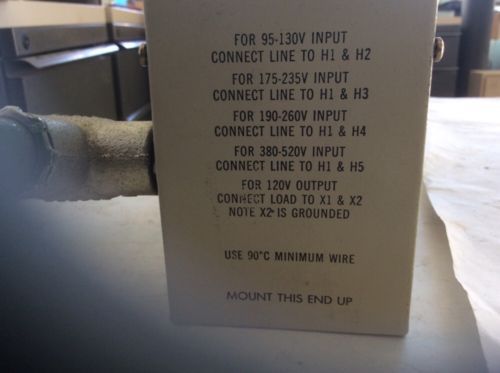 FOR 95-130V INPUT
CONNECT LINE TO H1 & H2
FOR 175-235V INPUT
CONNECT LINE TO H1 & H3
FOR 190-260V INPUT
CONNECT LINE TO H1 & H4
FOR 380-520V INPUT
CONNECT LINE TO H1 & H5
FOR 120V OUTPUT
CONNECT LOAD TO X1 & X2
NOTE X2 IS GROUNDED
USE 90°C MINIMUM WIRE
MOUNT THIS END UP